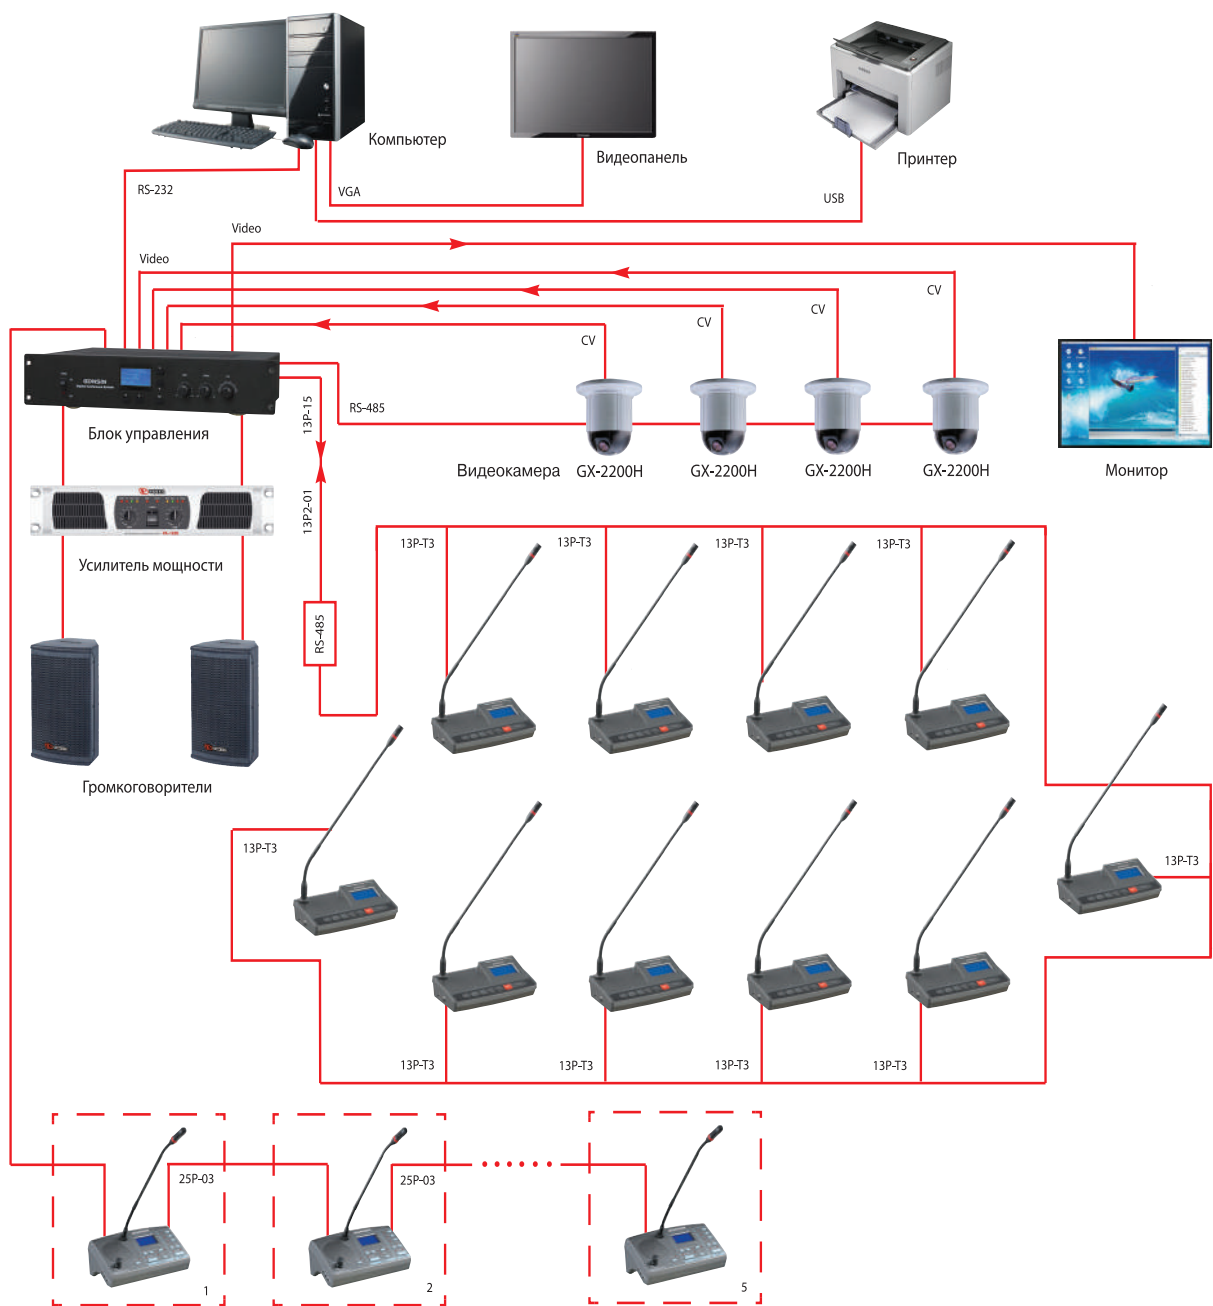 Компьютер
Видеопанель
Принтер
RS-232
VGA
USB
Video
Video
CV
CV
CV
CV
Блок управления
13P-15
RS-485
Видеокамера
GX-2200H
GX-2200H
GX-2200H
GX-2200H
Монитор
13P2-01
Усилитель мощности
13P-T3
13P-T3
13P-T3
13P-T3
RS-485
Громкоговорители
13P-T3
13P-T3
13P-T3
13P-T3
13P-T3
13P-T3
25P-03
25P-03
1
2
5